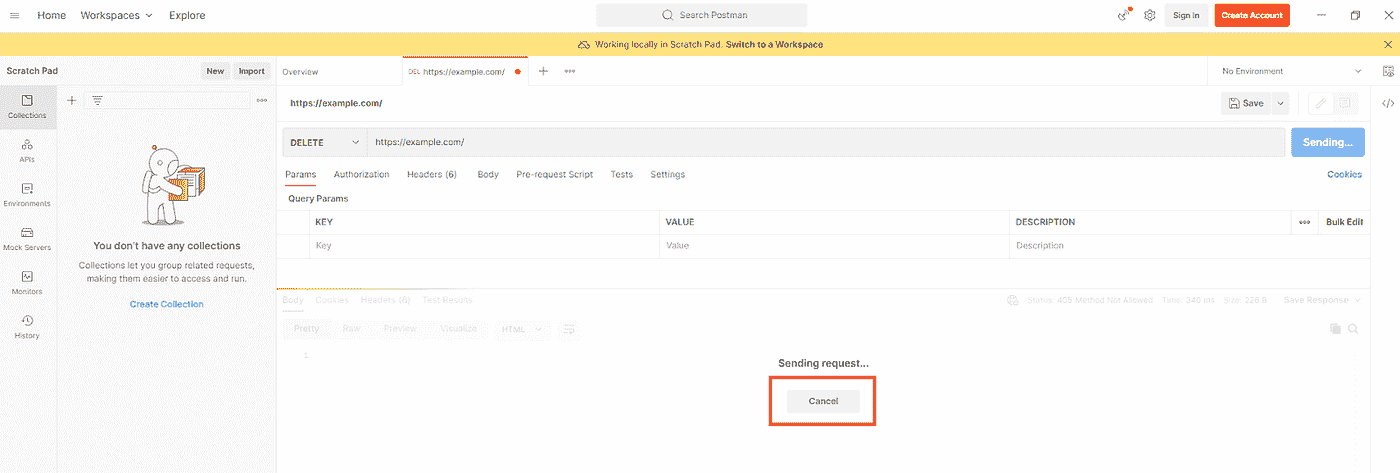 Home Workspaces Explore Search Postman Sign In Create Account
Working locally in Scratch Pad. Switch to a Workspace
Scratch Pad New Import Overview DEL https://example.com/ No Environment
https://example.com/ Save
Collections
DELETE https://example.com/ Sending...
APIs
Params Authorization Headers (6) Body Pre-request Script Tests Settings Cookies
Environments
Query Params
KEY VALUE DESCRIPTION Bulk Edit
Mock Servers
You don't have any collections
Key Value Description
Collections let you group related requests,
making them easier to access and run.
Monitors
Create Collection
Body Cookies Headers (6) Test Results Status: 405 Method Not Allowed Time: 340 ms Size: 226 B Save Response
History
Pretty Raw Preview Visualize HTML
1
Sending request...
Cancel